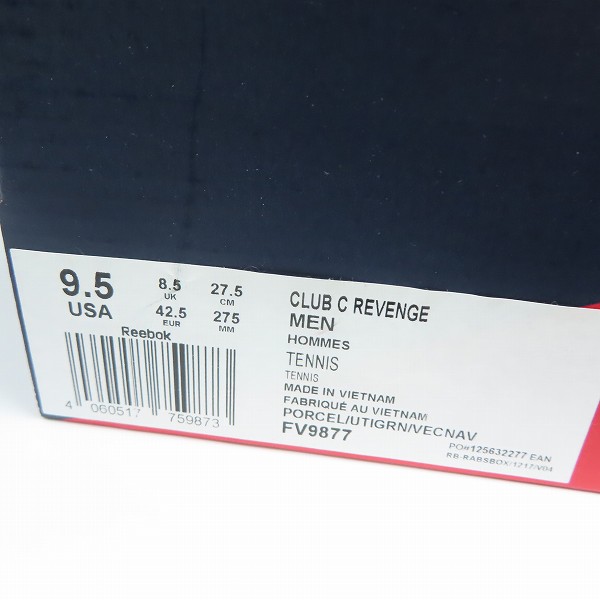 9.5 USA
8.5 UK
27.5 CM
42.5 EUR
275 MM
Reebok
4 060517 759873
CLUB C REVENGE
MEN
HOMMES
TENNIS
TENNIS
MADE IN VIETNAM
FABRIQUÉ AU VIETNAM
PORCEL/UTIGRN/VECNAV
FV9877
PO#125632277 EAN
RB-RABSBOX/1217/V04